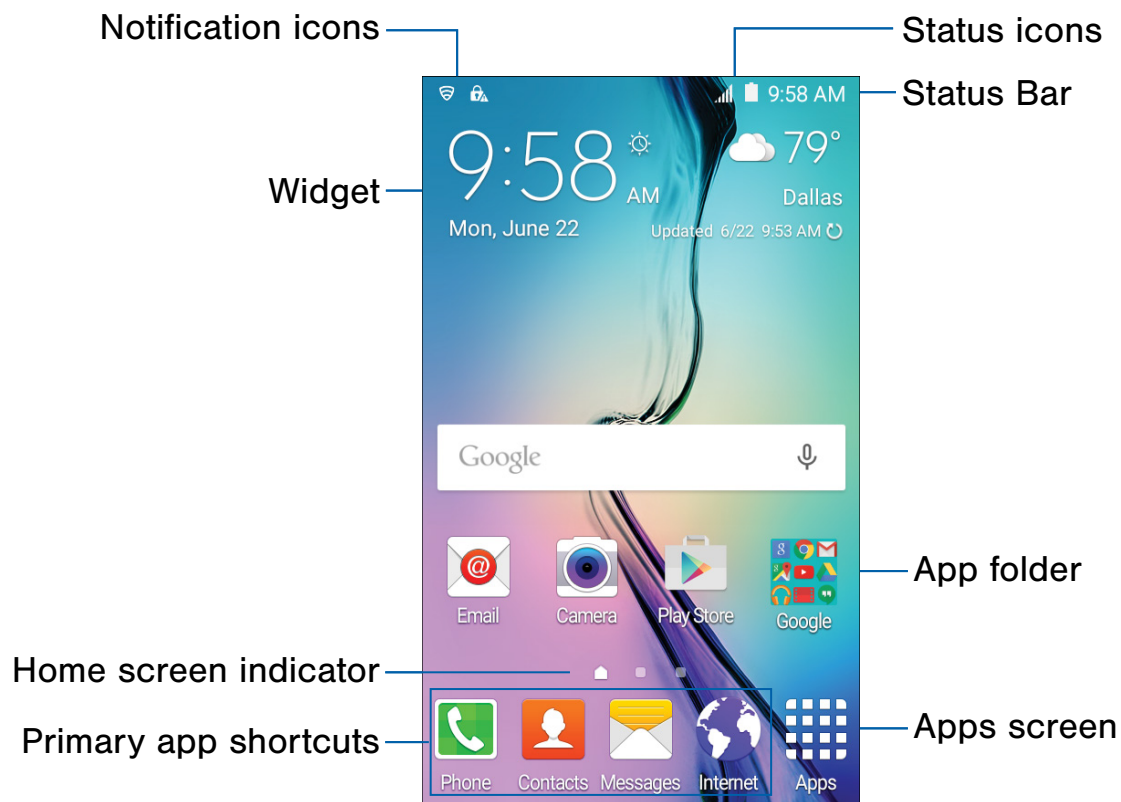 Notification icons
Status icons
9:58 AM
Status Bar
9:58
AM
79°
Widget
Dallas
Mon, June 22
Updated 6/22 9:53 AM
Google
Email
Camera
Play Store
Google
App folder
Home screen indicator
Primary app shortcuts
Apps screen
Phone
Contacts
Messages
Internet
Apps